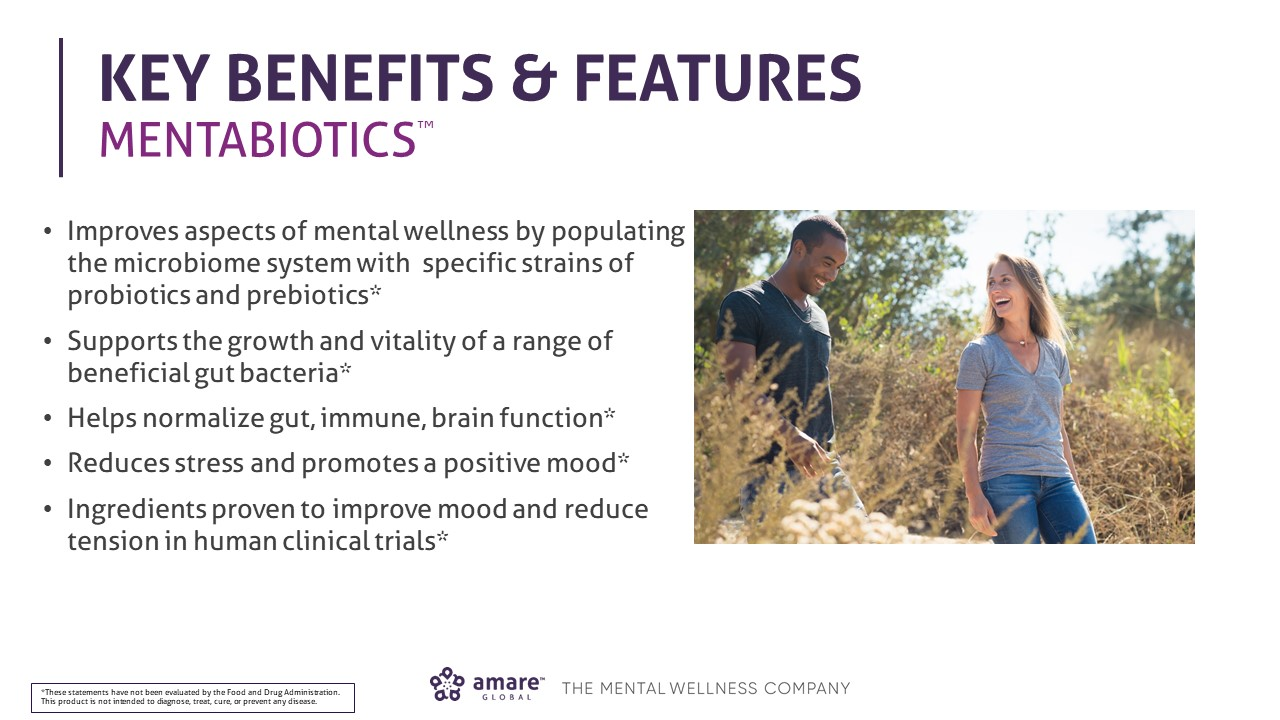 KEY BENEFITS & FEATURES
MENTABIOTICS™
• Improves aspects of mental wellness by populating
the microbiome system with specific strains of
probiotics and prebiotics*
• Supports the growth and vitality of a range of
beneficial gut bacteria*
• Helps normalize gut, immune, brain function*
• Reduces stress and promotes a positive mood*
• Ingredients proven to improve mood and reduce
tension in human clinical trials*
*These statements have not been evaluated by the Food and Drug Administration.
This product is not intended to diagnose, treat, cure, or prevent any disease.
amare™
GLOBAL
THE MENTAL WELLNESS COMPANY